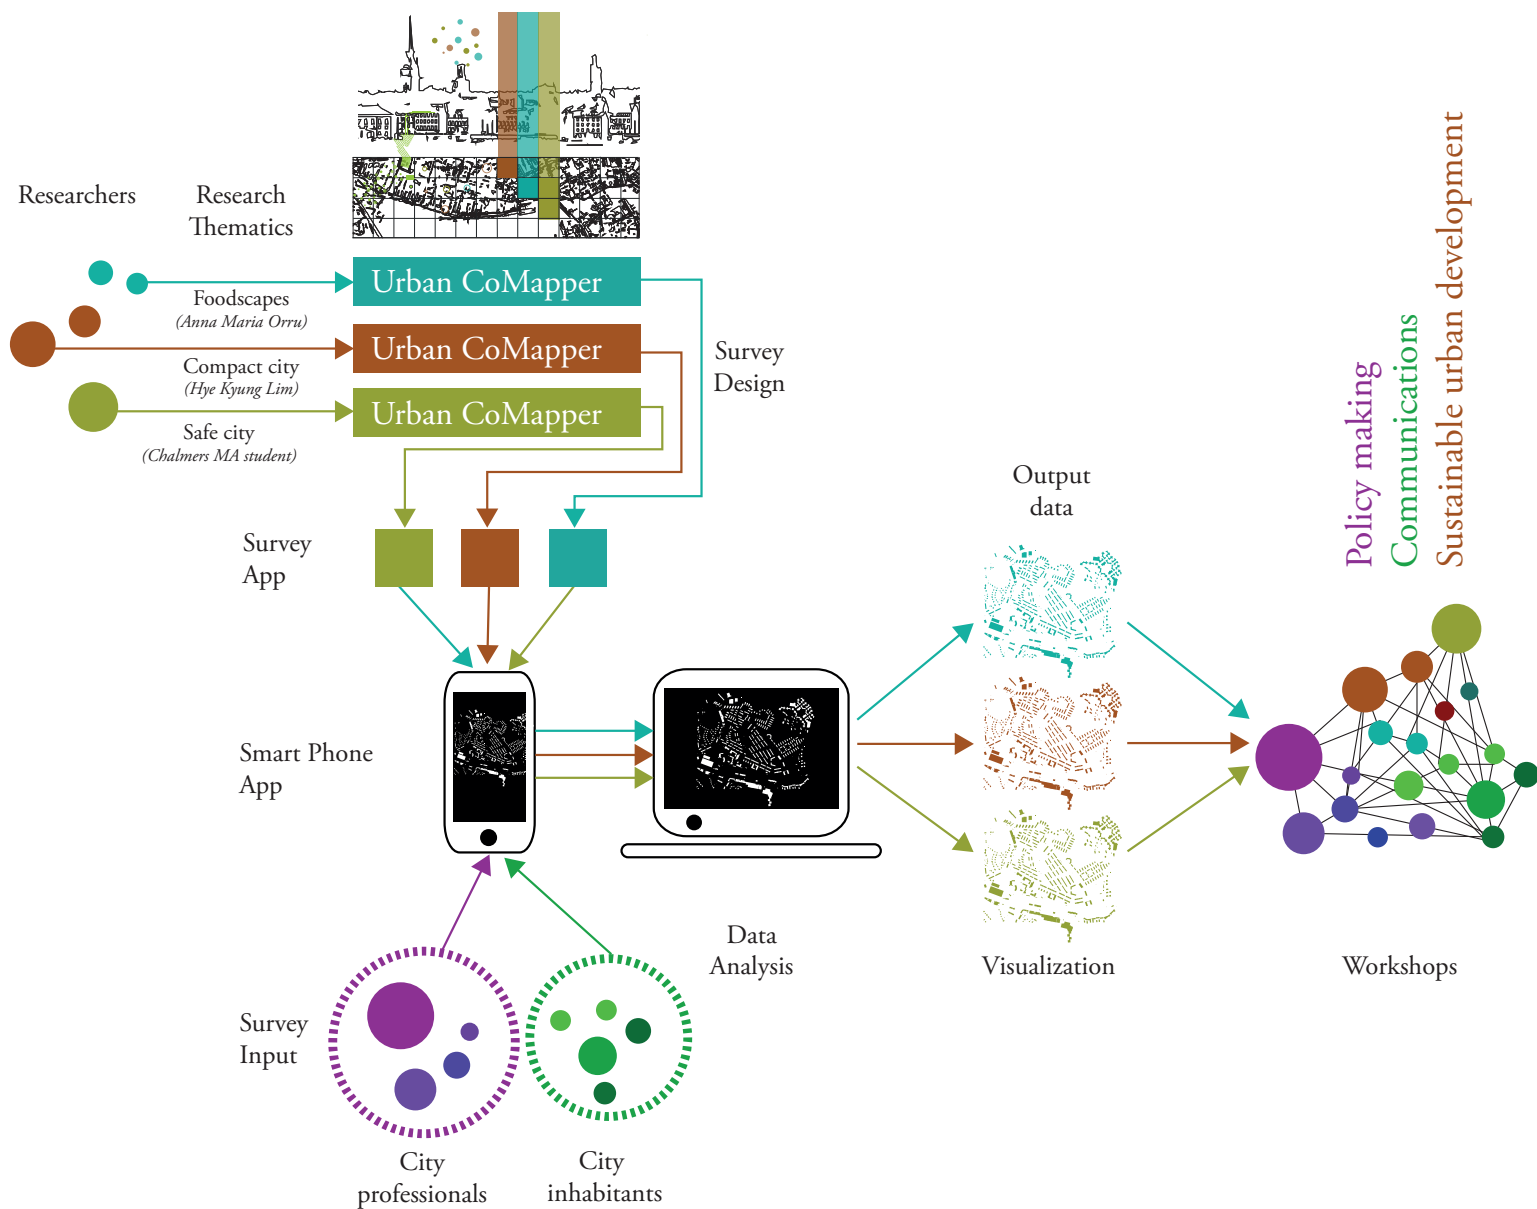 Researchers
Research
Thematics
Urban CoMapper
Foodscapes
(Anna Maria Orru)
Urban CoMapper
Compact city
(Hye Kyung Lim)
Urban CoMapper
Safe city
(Chalmers MA student)
Survey
Design
Survey
App
Smart Phone
App
Survey
Input
City
professionals
City
inhabitants
Data
Analysis
Output
data
Visualization
Policy making
Communications
Sustainable urban development
Workshops